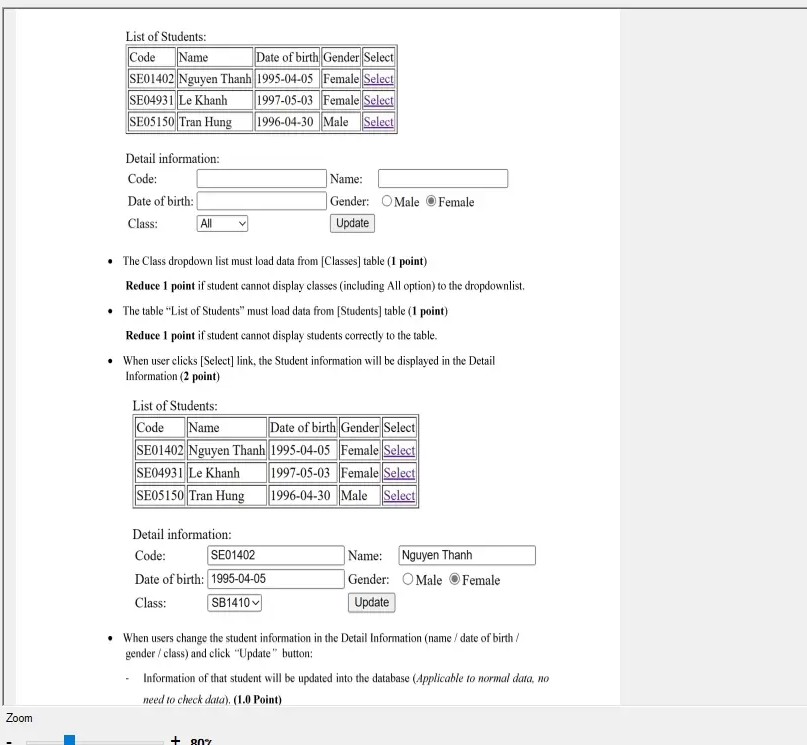 List of Students:
Code Name Date of birth Gender Select
SE01402 Nguyen Thanh 1995-04-05 Female Select
SE04931 Le Khanh 1997-05-03 Female Select
SE05150 Tran Hung 1996-04-30 Male Select
Detail information:
Code: Name:
Date of birth: Gender: Male Female
Class: All Update
• The Class dropdown list must load data from [Classes] table (1 point)
Reduce 1 point if student cannot display classes (including All option) to the dropdownlist.
• The table “List of Students” must load data from [Students] table (1 point)
Reduce 1 point if student cannot display students correctly to the table.
• When user clicks [Select] link, the Student information will be displayed in the Detail
Information (2 point)
List of Students:
Code Name Date of birth Gender Select
SE01402 Nguyen Thanh 1995-04-05 Female Select
SE04931 Le Khanh 1997-05-03 Female Select
SE05150 Tran Hung 1996-04-30 Male Select
Detail information:
Code: SE01402 Name: Nguyen Thanh
Date of birth: 1995-04-05 Gender: Male Female
Class: SB1410 Update
• When users change the student information in the Detail Information (name / date of birth /
gender / class) and click “Update” button:
- Information of that student will be updated into the database (Applicable to normal data, no
need to check data). (1.0 Point)
Zoom
- + 80%